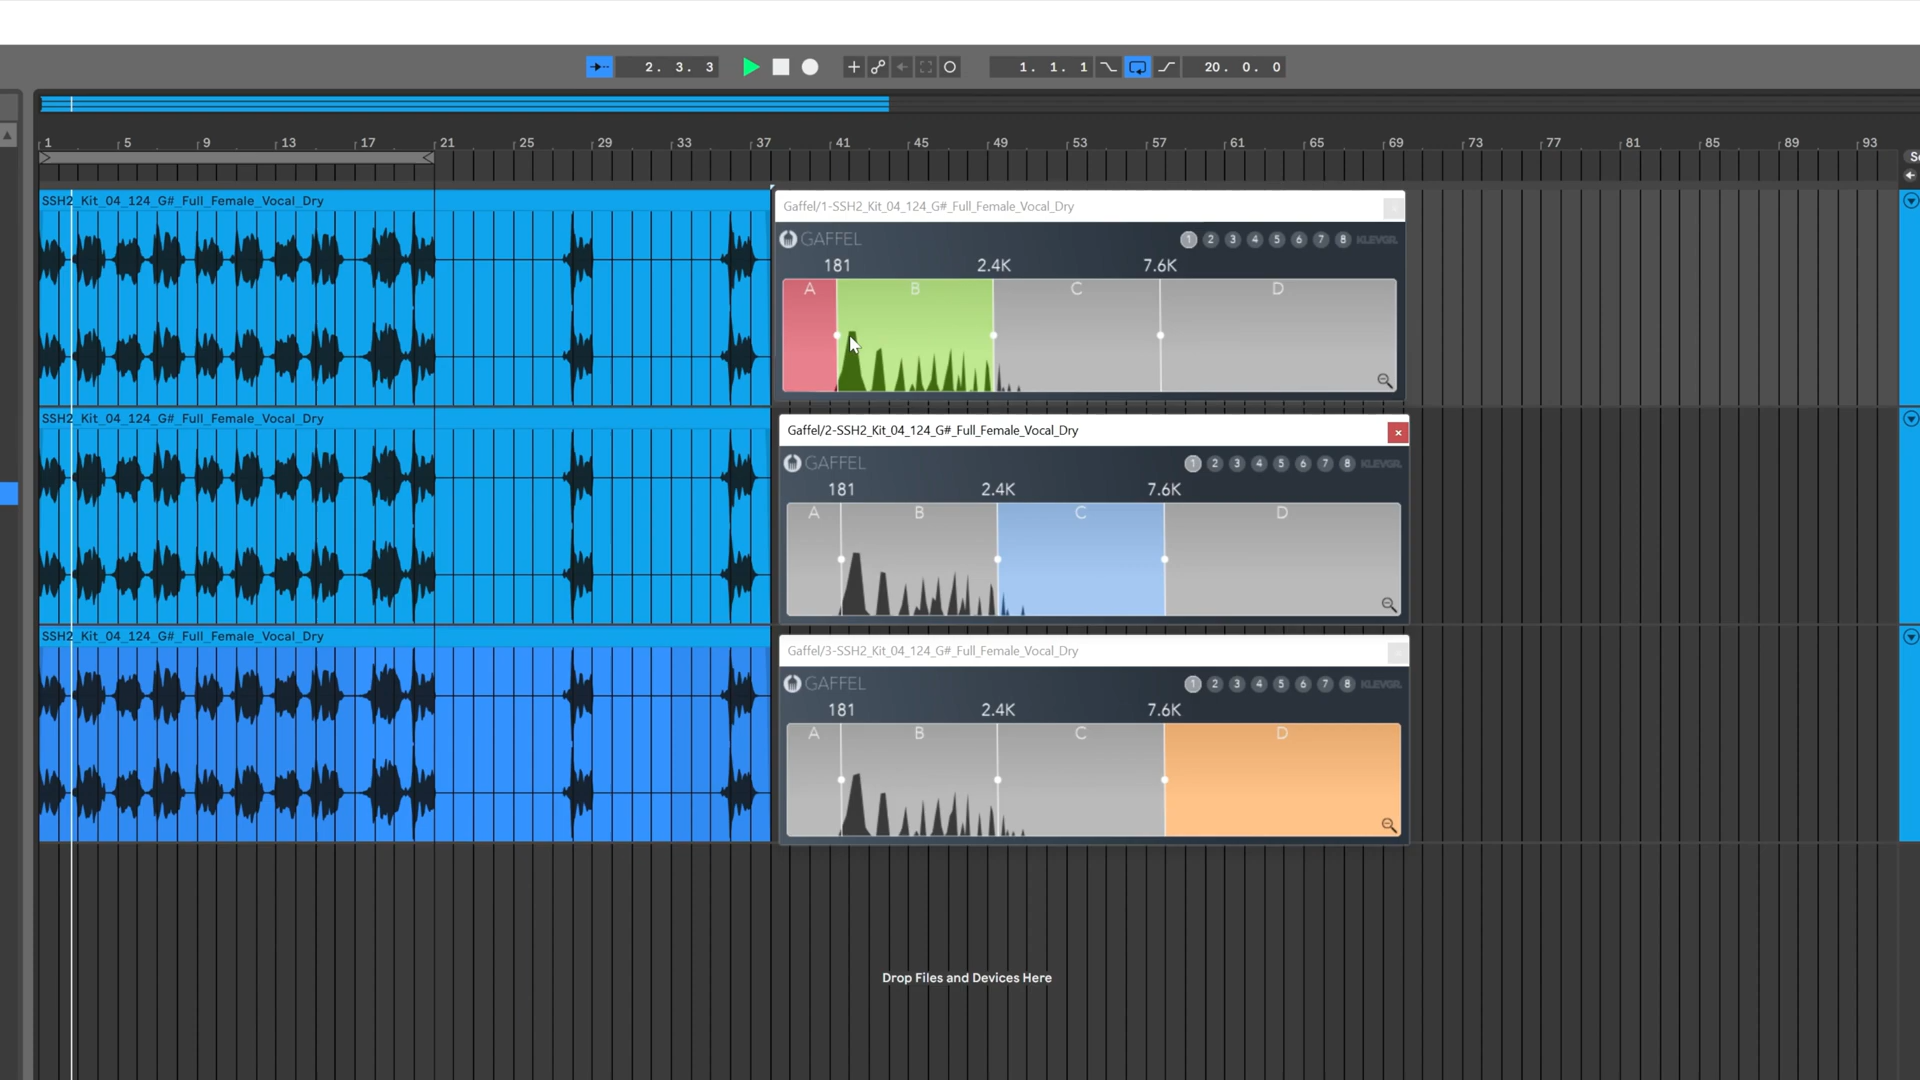 2. 3. 3
1. 1. 1
20. 0. 0
1 5 9 13 17 21 25 29 33 37 41 45 49 53 57 61 65 69 73 77 81 85 89 93
SSH2_Kit_04_124_G#_Full_Female_Vocal_Dry
Gaffel/1-SSH2_Kit_04_124_G#_Full_Female_Vocal_Dry
GAFFEL
1 2 3 4 5 6 7 8 KLEVGR.
181 2.4K 7.6K
A B C D
SSH2_Kit_04_124_G#_Full_Female_Vocal_Dry
Gaffel/2-SSH2_Kit_04_124_G#_Full_Female_Vocal_Dry
GAFFEL
1 2 3 4 5 6 7 8 KLEVGR.
181 2.4K 7.6K
A B C D
SSH2_Kit_04_124_G#_Full_Female_Vocal_Dry
Gaffel/3-SSH2_Kit_04_124_G#_Full_Female_Vocal_Dry
GAFFEL
1 2 3 4 5 6 7 8 KLEVGR.
181 2.4K 7.6K
A B C D
Drop Files and Devices Here